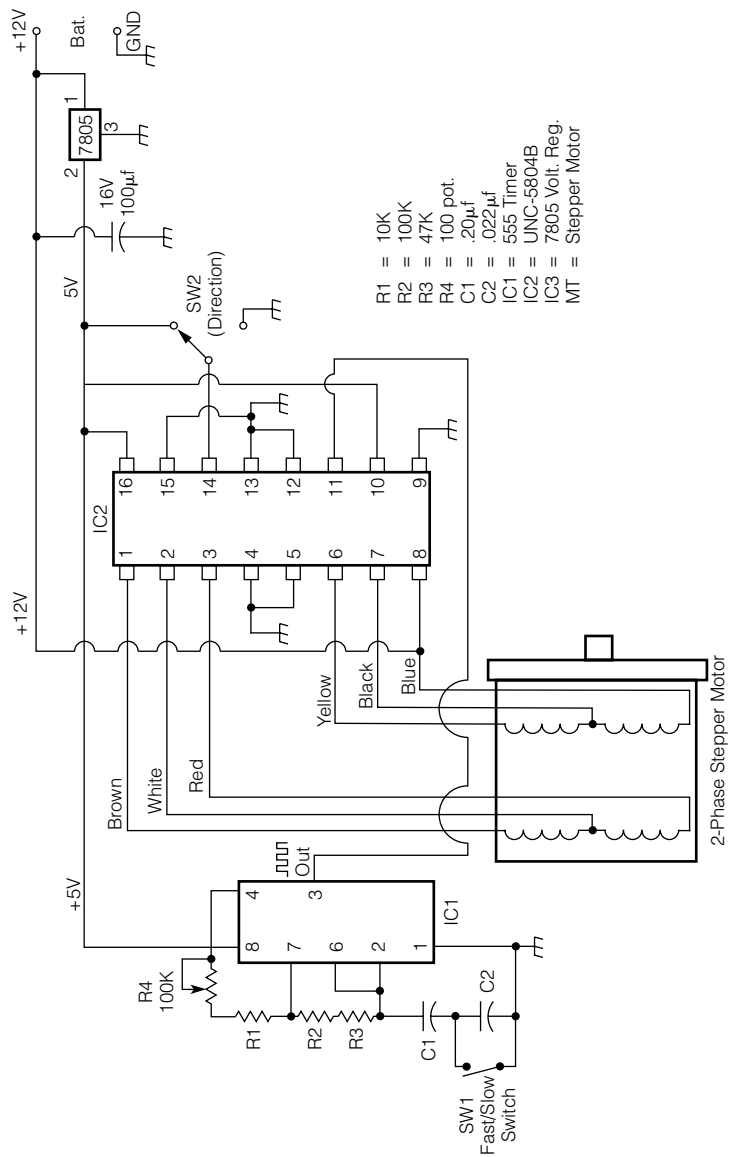 +12V
Bat.
GND
1
7805
2
3
16V
100µf
5V
SW2
(Direction)
+12V
IC2
1
2
3
4
5
6
7
8
16
15
14
13
12
11
10
9
Brown
White
Red
Yellow
Black
Blue
+5V
R4
100K
8
4
7
3
6
2
1
Out
IC1
R1
R2
R3
C1
C2
SW1
Fast/Slow
Switch
2-Phase Stepper Motor
R1 = 10K
R2 = 100K
R3 = 47K
R4 = 100 pot.
C1 = .20µf
C2 = .022µf
IC1 = 555 Timer
IC2 = UNC-5804B
IC3 = 7805 Volt. Reg.
MT = Stepper Motor